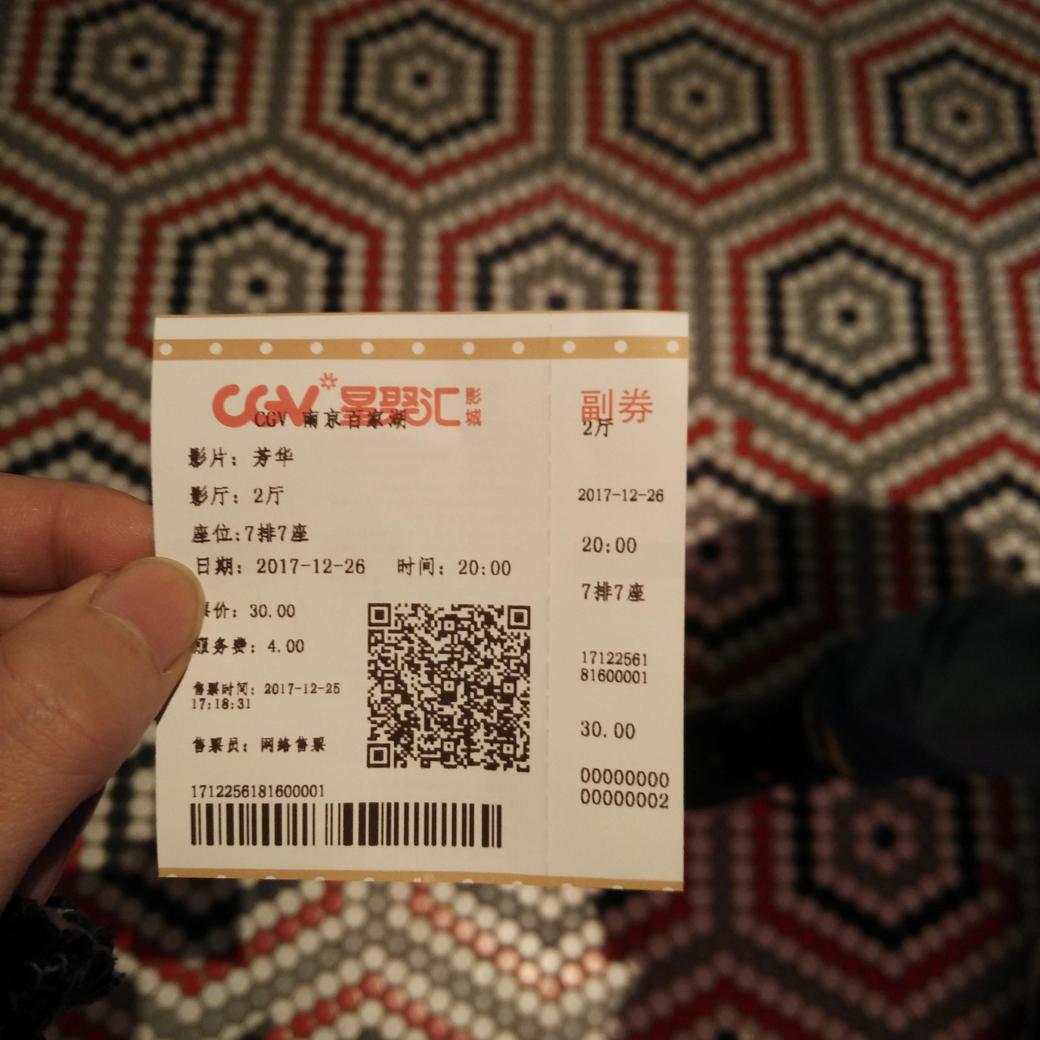 CGV 星聚汇 影城
CGV 南京百家湖
影片: 芳华
影厅: 2厅
座位:7排7座
日期: 2017-12-26 时间: 20:00
票价: 30.00
服务费: 4.00
售票时间: 2017-12-25
17:18:31
售票员: 网络售票
1712256181600001
副券
2厅
2017-12-26
20:00
7排7座
17122561
81600001
30.00
00000000
00000002